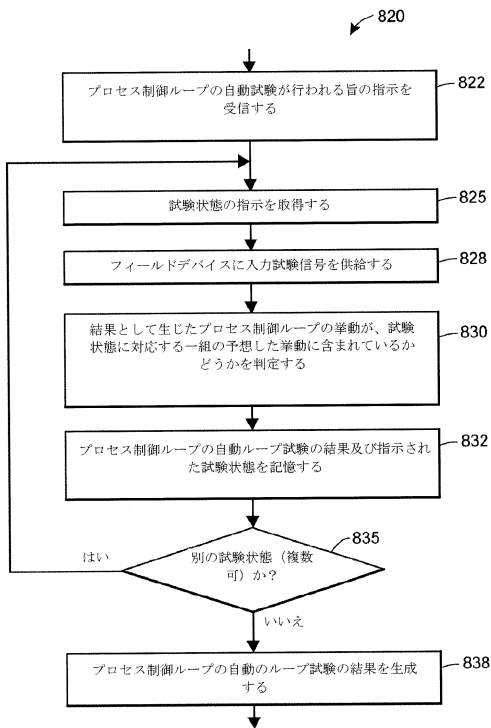 820
プロセス制御ループの自動試験が行われる旨の指示を
受信する
822
試験状態の指示を取得する
825
フィールドデバイスに入力試験信号を供給する
828
結果として生じたプロセス制御ループの挙動が、試験
状態に対応する一組の予想した挙動に含まれているか
どうかを判定する
830
プロセス制御ループの自動ループ試験の結果及び指示され
た試験状態を記憶する
832
別の試験状態（複数
可）か？
835
はい
いいえ
プロセス制御ループの自動のループ試験の結果を生成
する
838